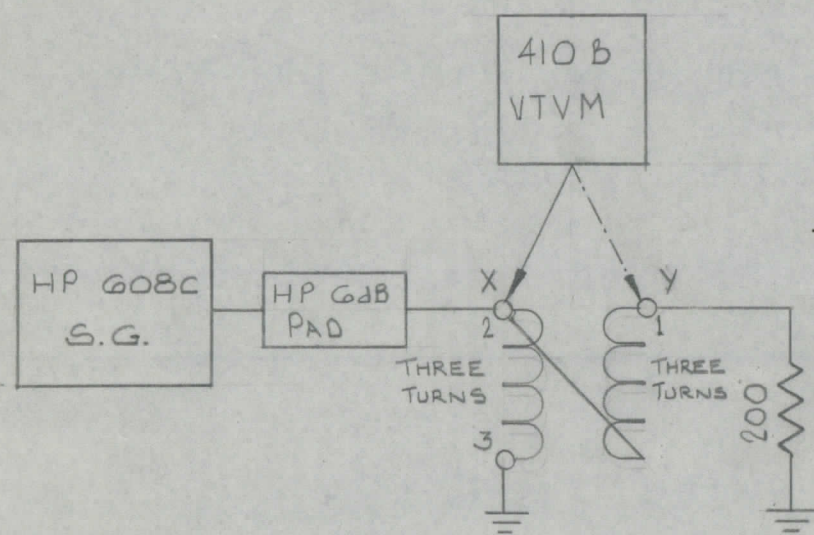 410 B
VTVM
HP 608C
S.G.
HP 6dB
PAD
X
2
Y
1
THREE
TURNS
THREE
TURNS
3
200